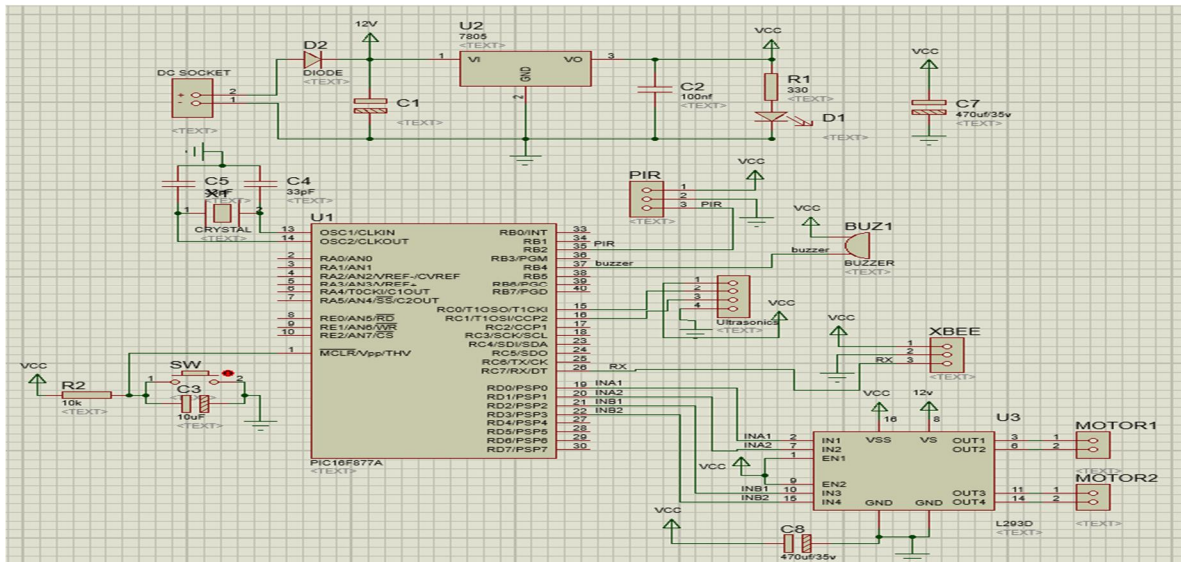 12V
U2
7805
<TEXT>
VCC
VCC
D2
DIODE
<TEXT>
1
VI
VO
3
GND
2
DC SOCKET
+
2
-
1
<TEXT>
C1
<TEXT>
C2
100nf
<TEXT>
R1
330
<TEXT>
D1
<TEXT>
C7
470uf/35v
<TEXT>
C5
<TEXT>
C4
33pF
<TEXT>
1
2
CRYSTAL
<TEXT>
VCC
PIR
1
2
3
PIR
<TEXT>
VCC
BUZ1
BUZZER
<TEXT>
buzzer
U1
13
OSC1/CLKIN
14
OSC2/CLKOUT
2
RA0/AN0
3
RA1/AN1
4
RA2/AN2/VREF-/CVREF
5
RA3/AN3/VREF+
6
RA4/T0CKI/C1OUT
7
RA5/AN4/SS/C2OUT
8
RE0/AN5/RD
9
RE1/AN6/WR
10
RE2/AN7/CS
1
MCLR/Vpp/THV
RB0/INT
33
RB1
34
RB2
35
PIR
RB3/PGM
36
RB4
37
buzzer
RB5
38
RB6/PGC
39
RB7/PGD
40
RC0/T1OSO/T1CKI
15
RC1/T1OSI/CCP2
16
RC2/CCP1
17
RC3/SCK/SCL
18
RC4/SDI/SDA
23
RC5/SDO
24
RC6/TX/CK
25
RC7/RX/DT
26
RX
RD0/PSP0
19
INA1
RD1/PSP1
20
INA2
RD2/PSP2
21
INB1
RD3/PSP3
22
INB2
RD4/PSP4
27
RD5/PSP5
28
RD6/PSP6
29
RD7/PSP7
30
PIC16F877A
<TEXT>
1
2
3
4
Ultrasonics
<TEXT>
VCC
VCC
XBEE
1
2
RX
3
<TEXT>
VCC
R2
10k
<TEXT>
SW
1
2
C3
10uF
<TEXT>
VCC
12v
U3
16
8
INA1
2
IN1
INA2
7
IN2
1
EN1
VCC
9
EN2
INB1
10
IN3
INB2
15
IN4
VSS
VS
OUT1
3
OUT2
6
OUT3
11
OUT4
14
GND
GND
L293D
<TEXT>
MOTOR1
1
2
<TEXT>
MOTOR2
1
2
<TEXT>
VCC
C8
470uf/35v
<TEXT>